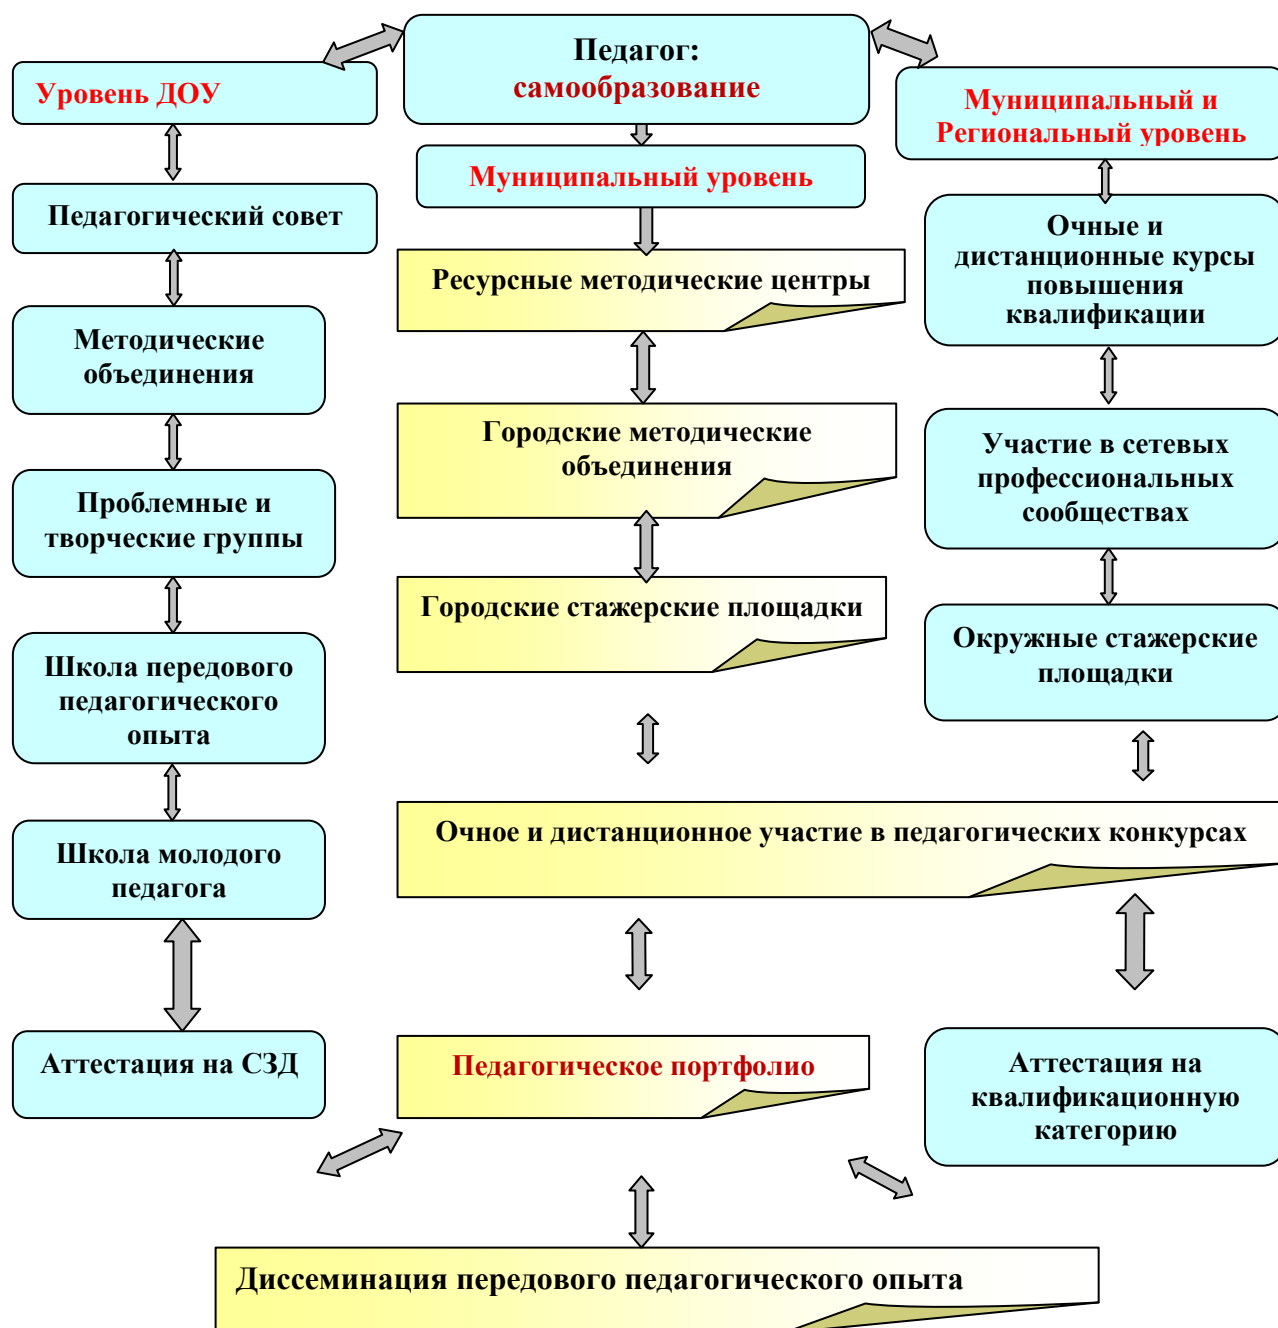 Педагог:
самообразование
Уровень ДОУ
Муниципальный и
Региональный уровень
Муниципальный уровень
Педагогический совет
Очные и
дистанционные курсы
повышения
квалификации
Ресурсные методические центры
Методические
объединения
Городские методические
объединения
Участие в сетевых
профессиональных
сообществах
Проблемные и
творческие группы
Городские стажерские площадки
Окружные стажерские
площадки
Школа передового
педагогического
опыта
Очное и дистанционное участие в педагогических конкурсах
Школа молодого
педагога
Аттестация на СЗД
Педагогическое портфолио
Аттестация на
квалификационную
категорию
Диссеминация передового педагогического опыта